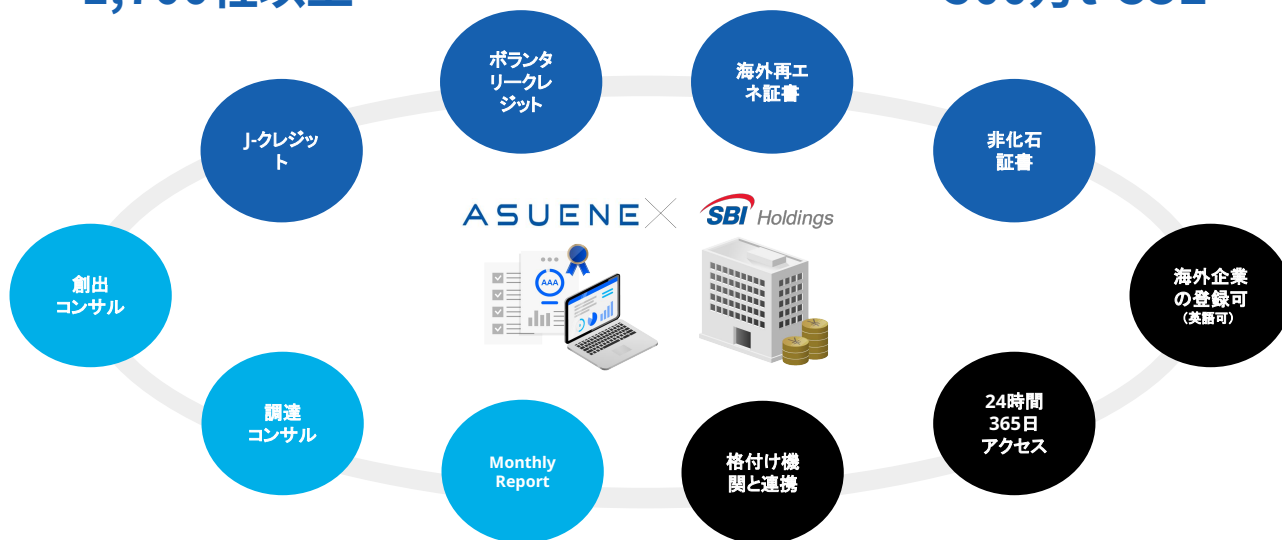 ボランタ
リークレ
ジット
海外再エ
ネ証書
J-クレジッ
ト
非化石
証書
ASUENE
SBI Holdings
AAA
創出
コンサル
海外企業
の登録可
(英語可)
調達
コンサル
24時間
365日
アクセス
Monthly
Report
格付け機
関と連携